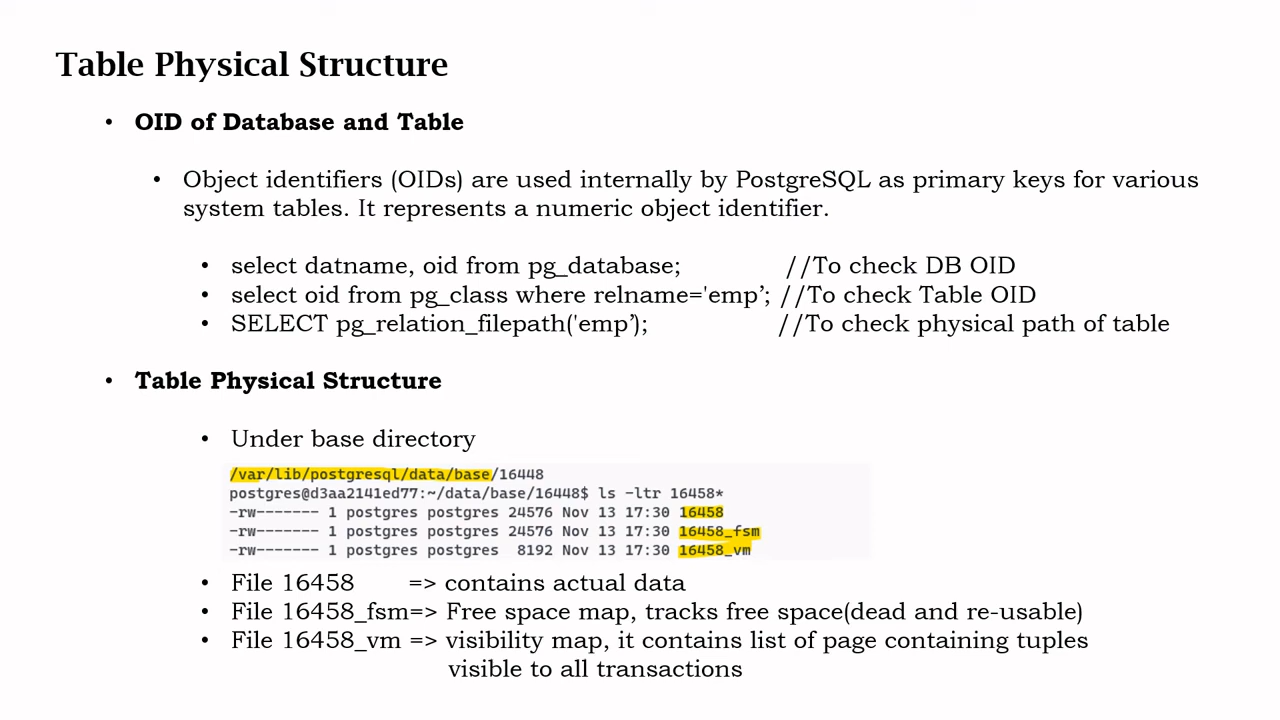 Table Physical Structure
• OID of Database and Table
• Object identifiers (OIDs) are used internally by PostgreSQL as primary keys for various
system tables. It represents a numeric object identifier.
• select datname, oid from pg_database; //To check DB OID
• select oid from pg_class where relname='emp’; //To check Table OID
• SELECT pg_relation_filepath('emp’); //To check physical path of table
• Table Physical Structure
• Under base directory
/var/lib/postgresql/data/base/16448
postgres@d3aa2141ed77:~/data/base/16448$ ls -ltr 16458*
-rw------- 1 postgres postgres 24576 Nov 13 17:30 16458
-rw------- 1 postgres postgres 24576 Nov 13 17:30 16458_fsm
-rw------- 1 postgres postgres 8192 Nov 13 17:30 16458_vm
• File 16458 => contains actual data
• File 16458_fsm=> Free space map, tracks free space(dead and re-usable)
• File 16458_vm => visibility map, it contains list of page containing tuples
visible to all transactions